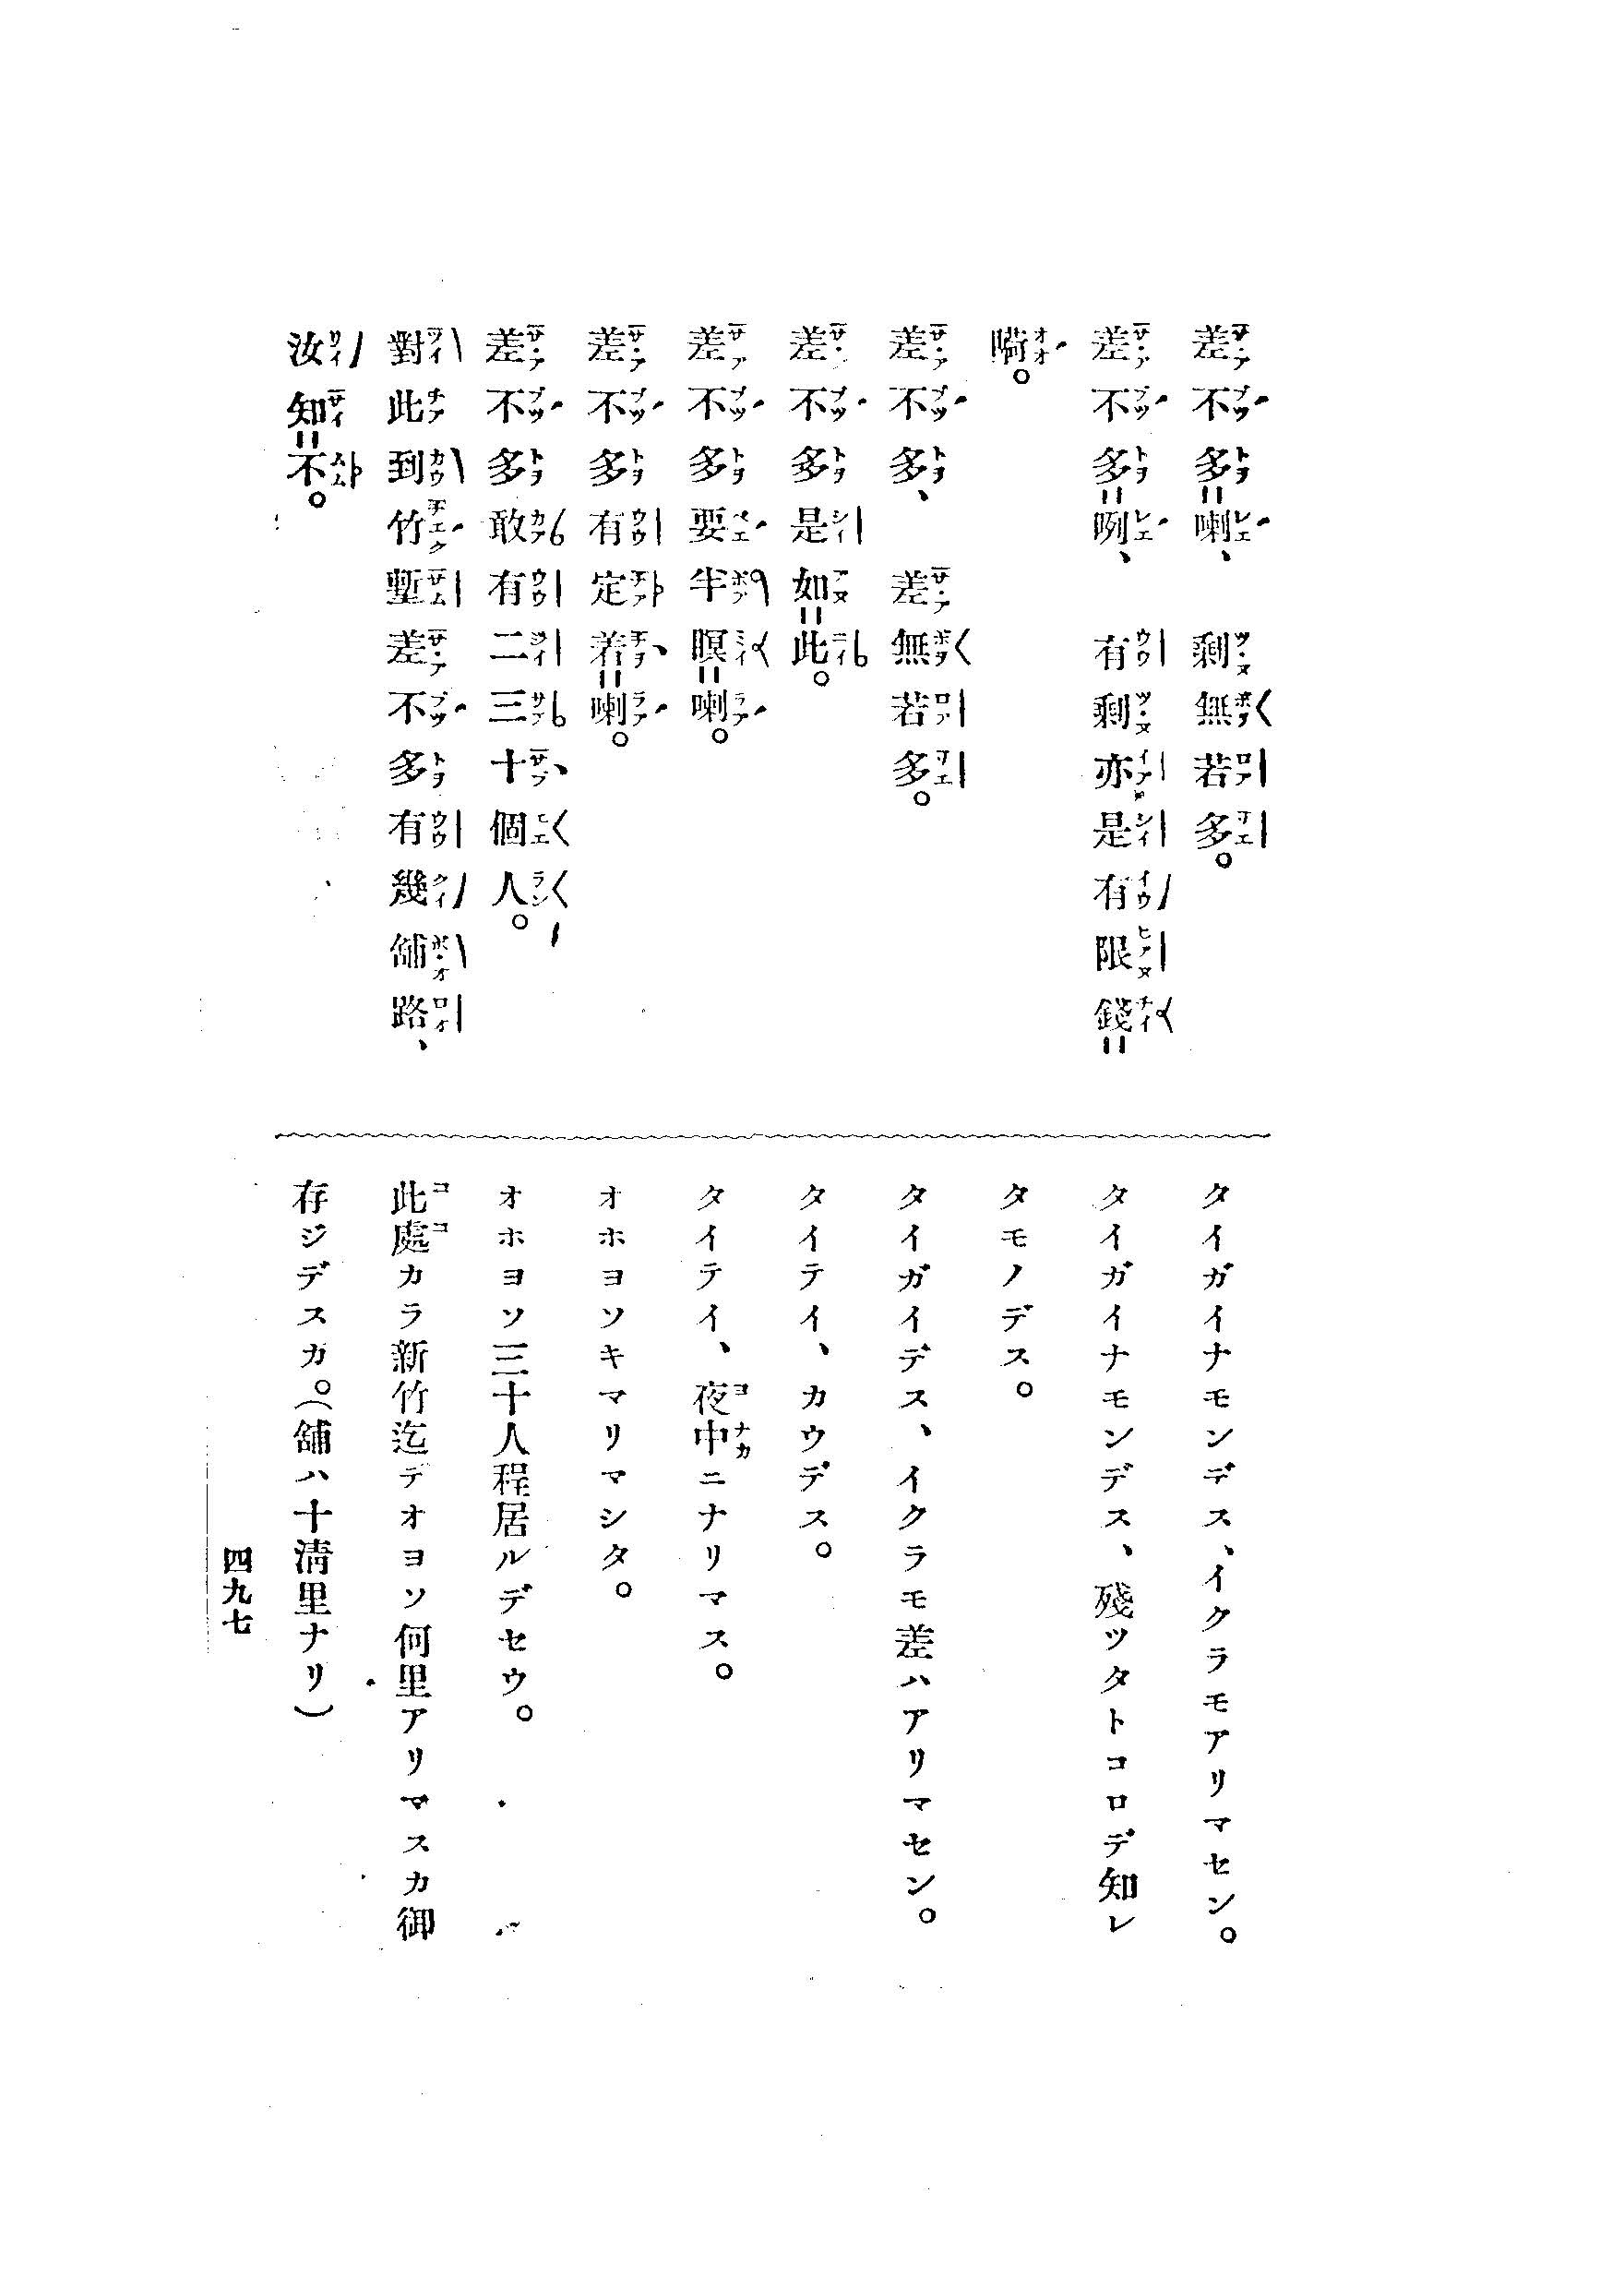 差不多=喇、 剩無若多。
差不多=咧、 有剩亦是有限錢=
㗒。
差不多、 差無若多。
差不多是如=此。
差不多要半暝=喇。
差不多有定着=喇。
差不多敢有二三十個人。
對此到竹塹差不多有幾舖路、
汝知=不。
タイガイナモンデス、イクラモアリマセン。
タイガイナモンデス、殘ツタトコロデ知レ
タモノデス。
タイガイデス、イクラモ差ハアリマセン。
タイテイ、カウデス。
タイテイ、夜中ニナリマス。
オホヨソキマリマシタ。
オホヨソ三十人程居ルデセウ。
此處カラ新竹迄デオヨソ何里アリマスカ御
存ジデスカ。(舖ハ十淸里ナリ)
四九七